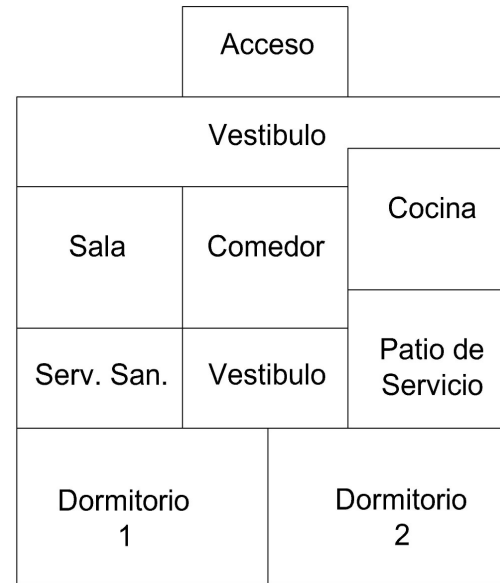 Acceso
Vestibulo
Cocina
Sala
Comedor
Patio de
Servicio
Serv. San.
Vestibulo
Dormitorio
1
Dormitorio
2